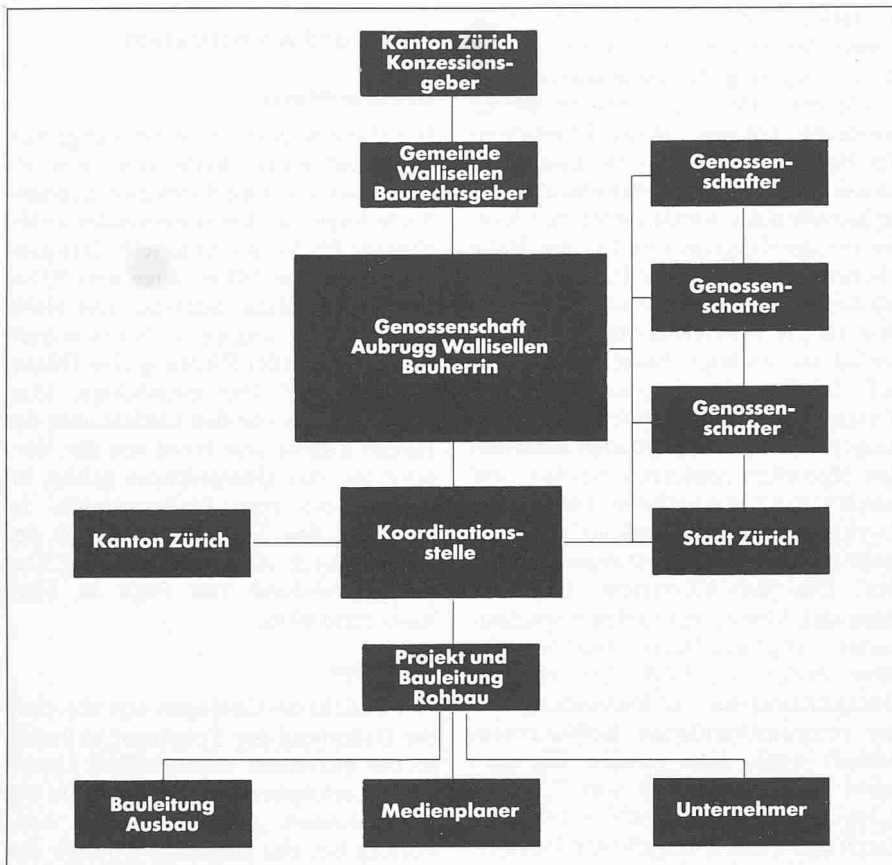 Kanton Zürich
Konzessions-
geber
Gemeinde
Wallisellen
Baurechtsgeber
Genossen-
schafter
Genossenschaft
Aubrugg Wallisellen
Bauherrin
Genossen-
schafter
Genossen-
schafter
Kanton Zürich
Koordinations-
stelle
Stadt Zürich
Projekt und
Bauleitung
Rohbau
Bauleitung
Ausbau
Medienplaner
Unternehmer